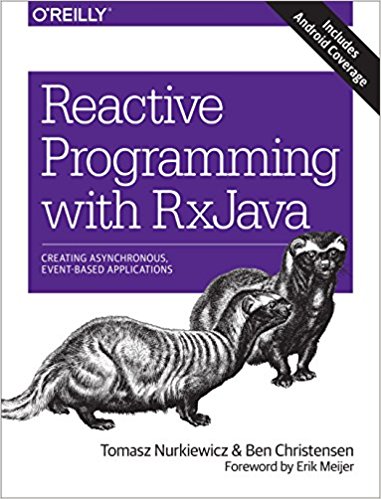 O'REILLY®
Includes
Android Coverage
Reactive
Programming
with RxJava
CREATING ASYNCHRONOUS,
EVENT-BASED APPLICATIONS
Tomasz Nurkiewicz & Ben Christensen
Foreword by Erik Meijer